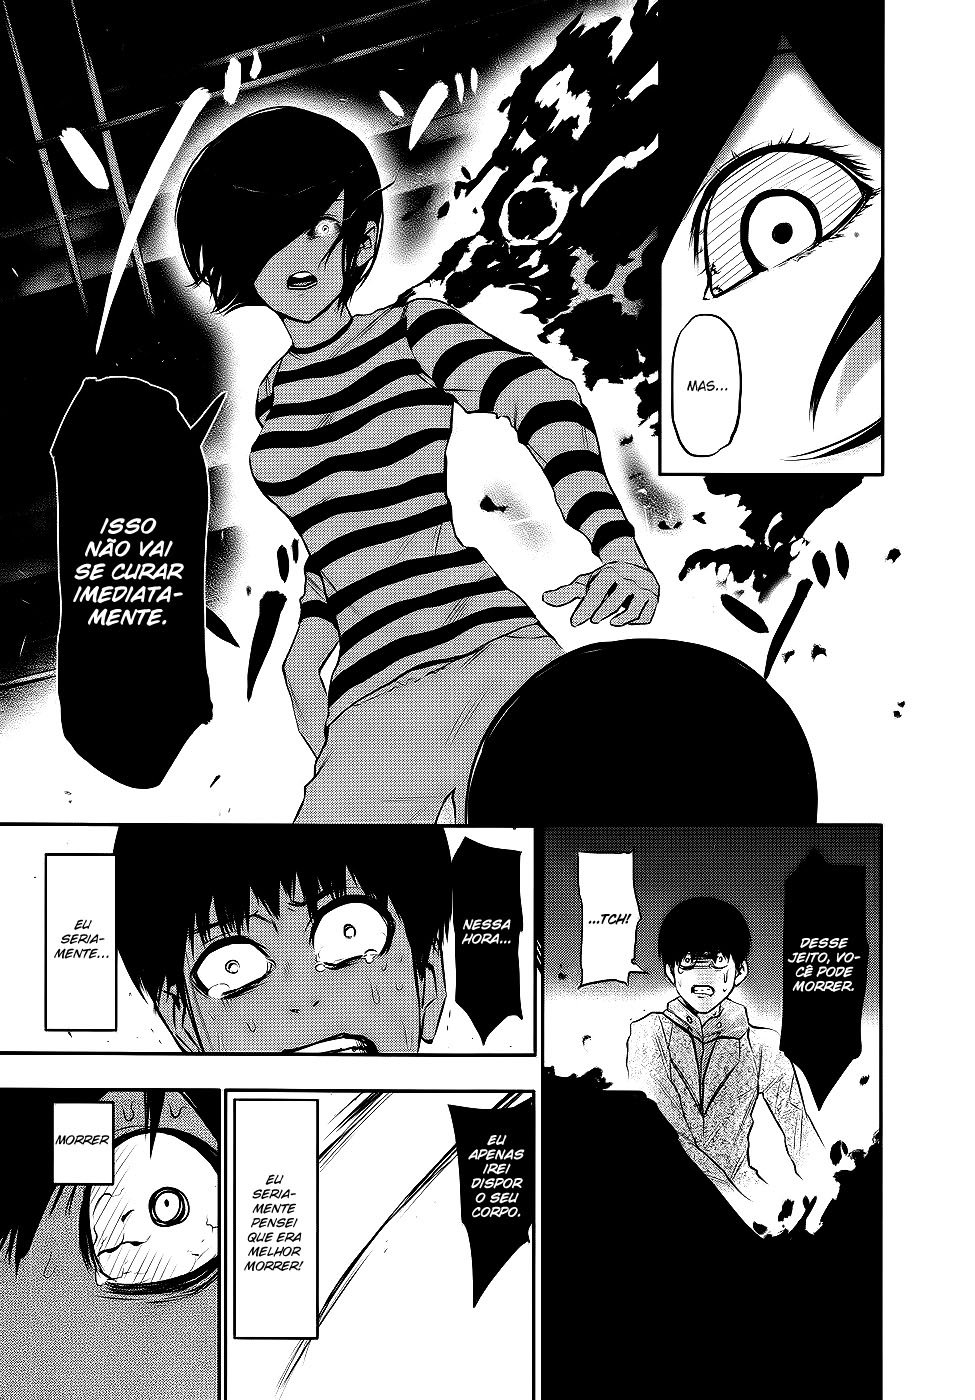 MAS...
ISSO
NÃO VAI
SE CURAR
IMEDIATA-
MENTE.
DESSE
JEITO, VO-
CÊ PODE
MORRER.
...TCH!
NESSA
HORA...
EU
SERIA-
MENTE...
EU
APENAS
IREI
DISPOR
O SEU
CORPO.
EU
SERIA-
MENTE
PENSEI
QUE ERA
MELHOR
MORRER!
MORRER